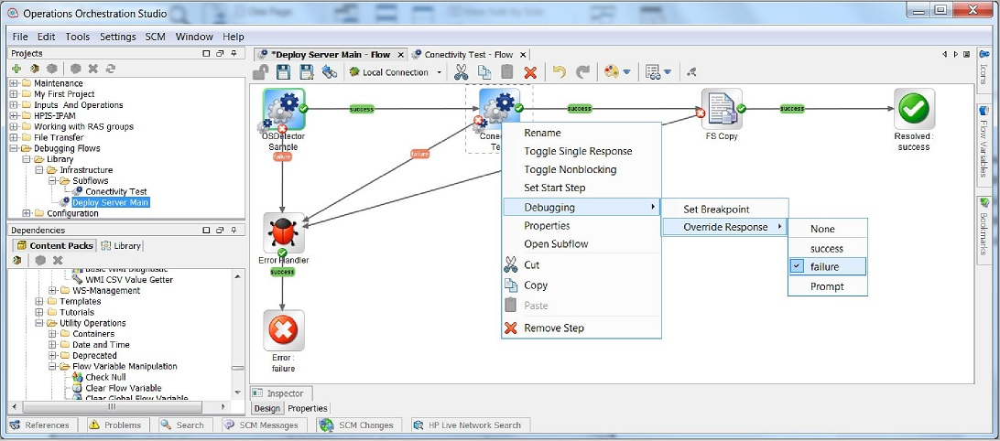 Operations Orchestration Studio
File Edit Tools Settings SCM Window Help
Projects
Maintenance
My First Project
Inputs And Operations
HPIS-IPAM
Working with RAS groups
File Transfer
Debugging Flows
Library
Infrastructure
Subflows
Conectivity Test
Deploy Server Main
Configuration
Dependencies
Content Packs Library
Basic WMI Diagnostic
WMI CSV Value Getter
WS-Management
Templates
Tutorials
Utility Operations
Containers
Date and Time
Deprecated
Flow Variable Manipulation
Check Null
Clear Flow Variable
Clear Global Flow Variable
*Deploy Server Main - Flow Conectivity Test - Flow
Local Connection
OSDetector
Sample
success
failure
success
failure
FS Copy
success
Resolved :
success
Error Handler
success
Error :
failure
Rename
Toggle Single Response
Toggle Nonblocking
Set Start Step
Debugging
Properties
Open Subflow
Cut
Copy
Paste
Remove Step
Set Breakpoint
Override Response
None
success
failure
Prompt
Icons
Flow Variables
Bookmarks
Inspector
Design Properties
References Problems Search SCM Messages SCM Changes HP Live Network Search